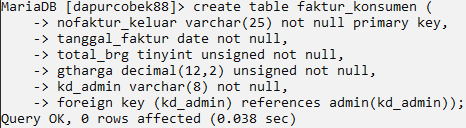 MariaDB [dapurcobek88]> create table faktur_konsumen (
    -> nofaktur_keluar varchar(25) not null primary key,
    -> tanggal_faktur date not null,
    -> total_brg tinyint unsigned not null,
    -> gtharga decimal(12,2) unsigned not null,
    -> kd_admin varchar(8) not null,
    -> foreign key (kd_admin) references admin(kd_admin));
Query OK, 0 rows affected (0.038 sec)